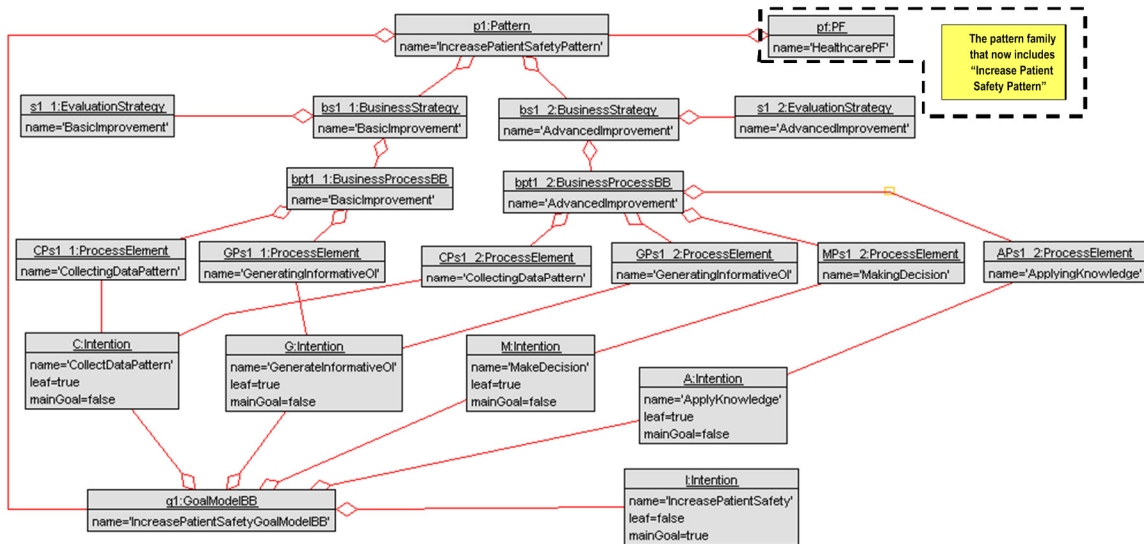 p1:Pattern
name='IncreasePatientSafetyPattern'
pf:PF
name='HealthcarePF'
The pattern family
that now includes
“Increase Patient
Safety Pattern”
s1_1:EvaluationStrategy
name='BasicImprovement'
bs1_1:BusinessStrategy
name='BasicImprovement'
bs1_2:BusinessStrategy
name='AdvancedImprovement'
s1_2:EvaluationStrategy
name='AdvancedImprovement'
bpt1_1:BusinessProcessBB
name='BasicImprovement'
bpt1_2:BusinessProcessBB
name='AdvancedImprovement'
CPs1_1:ProcessElement
name='CollectingDataPattern'
GPs1_1:ProcessElement
name='GeneratingInformativeOI'
CPs1_2:ProcessElement
name='CollectingDataPattern'
GPs1_2:ProcessElement
name='GeneratingInformativeOI'
MPs1_2:ProcessElement
name='MakingDecision'
APs1_2:ProcessElement
name='ApplyingKnowledge'
C:Intention
name='CollectDataPattern'
leaf=true
mainGoal=false
G:Intention
name='GenerateInformativeOI'
leaf=true
mainGoal=false
M:Intention
name='MakeDecision'
leaf=true
mainGoal=false
A:Intention
name='ApplyKnowledge'
leaf=true
mainGoal=false
g1:GoalModelBB
name='IncreasePatientSafetyGoalModelBB'
I:Intention
name='IncreasePatientSafety'
leaf=false
mainGoal=true